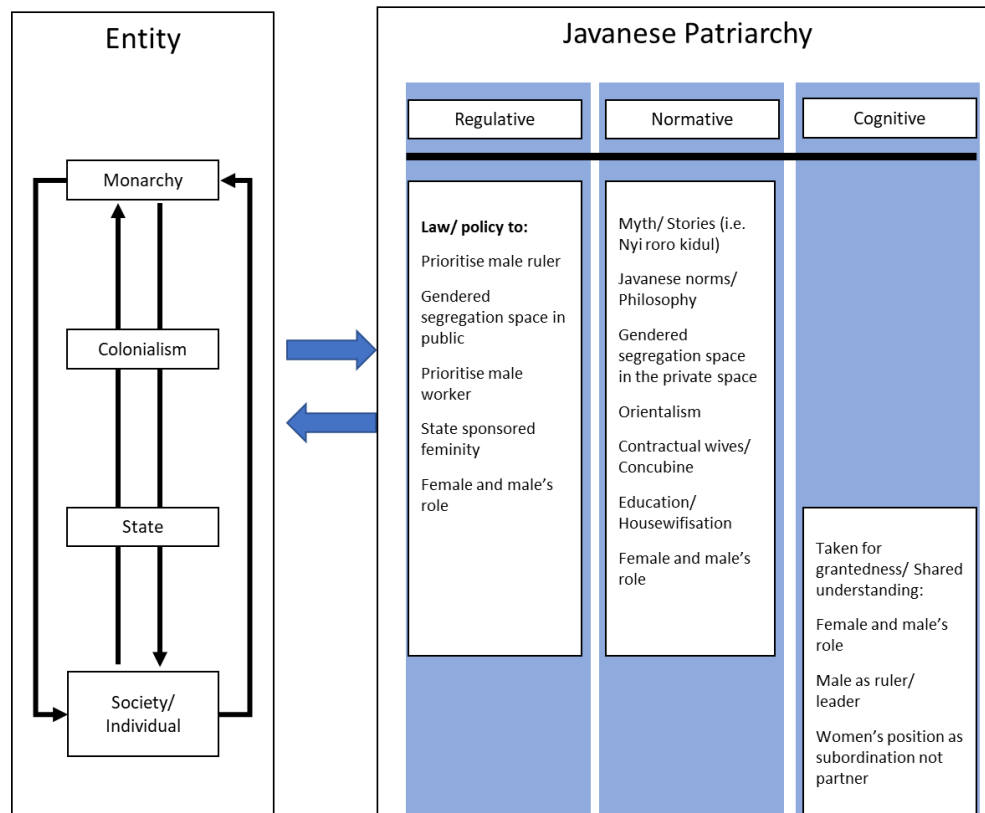 Entity
Monarchy
Colonialism
State
Society/
Individual
Javanese Patriarchy
Regulative
Normative
Cognitive
Law/ policy to:
Prioritise male ruler
Gendered
segregation space in
public
Prioritise male
worker
State sponsored
feminity
Female and male’s
role
Myth/ Stories (i.e.
Nyi roro kidul)
Javanese norms/
Philosophy
Gendered
segregation space
in the private space
Orientalism
Contractual wives/
Concubine
Education/
Housewifisation
Female and male’s
role
Taken for
grantedness/ Shared
understanding:
Female and male’s
role
Male as ruler/
leader
Women’s position as
subordination not
partner